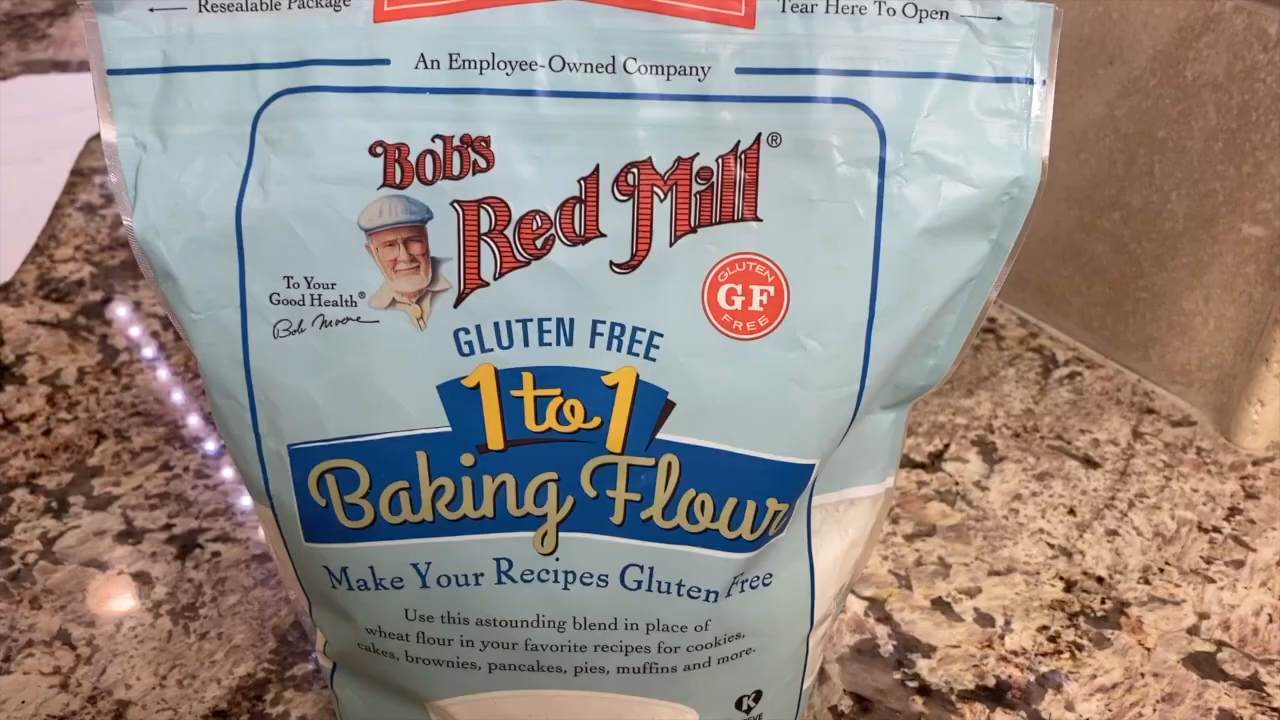 Resealable Package
Tear Here To Open
An Employee-Owned Company
Bob's
Red Mill®
To Your
Good Health®
Bob Moore
GLUTEN
GF
FREE
GLUTEN FREE
1 to 1
Baking Flour
Make Your Recipes Gluten Free
Use this astounding blend in place of
wheat flour in your favorite recipes for cookies,
cakes, brownies, pancakes, pies, muffins and more.
K